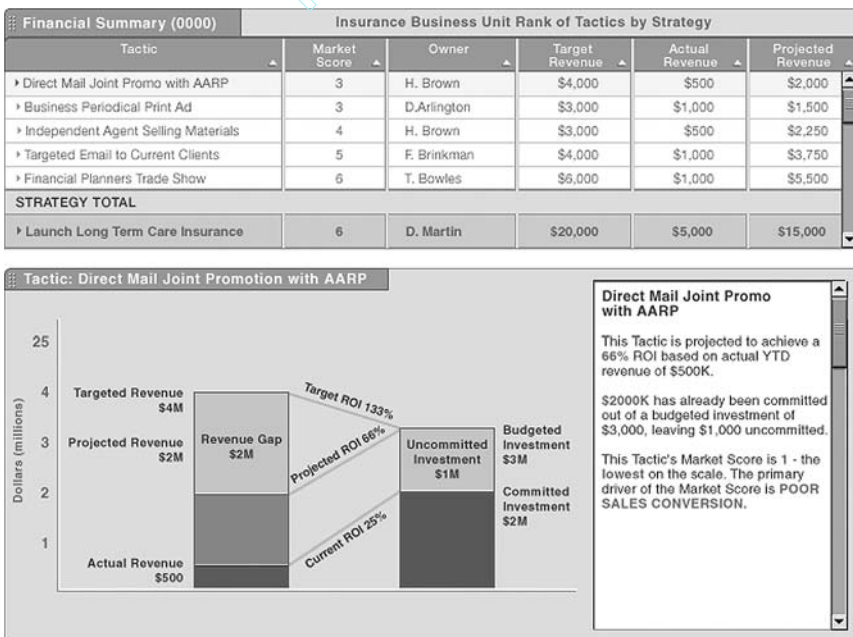 Financial Summary (0000)
Insurance Business Unit Rank of Tactics by Strategy
Tactic Market Score Owner Target Revenue Actual Revenue Projected Revenue
Direct Mail Joint Promo with AARP 3 H. Brown $4,000 $500 $2,000
Business Periodical Print Ad 3 D.Arlington $3,000 $1,000 $1,500
Independent Agent Selling Materials 4 H. Brown $3,000 $500 $2,250
Targeted Email to Current Clients 5 F. Brinkman $4,000 $1,000 $3,750
Financial Planners Trade Show 6 T. Bowles $6,000 $1,000 $5,500
STRATEGY TOTAL
Launch Long Term Care Insurance 6 D. Martin $20,000 $5,000 $15,000
Tactic: Direct Mail Joint Promotion with AARP
Dollars (millions)
25
4
3
2
1
Targeted Revenue
$4M
Projected Revenue
$2M
Actual Revenue
$500
Revenue Gap
$2M
Target ROI 133%
Projected ROI 66%
Current ROI 25%
Uncommitted
Investment
$1M
Budgeted
Investment
$3M
Committed
Investment
$2M
Direct Mail Joint Promo
with AARP
This Tactic is projected to achieve a
66% ROI based on actual YTD
revenue of $500K.
$2000K has already been committed
out of a budgeted investment of
$3,000, leaving $1,000 uncommitted.
This Tactic's Market Score is 1 - the
lowest on the scale. The primary
driver of the Market Score is POOR
SALES CONVERSION.